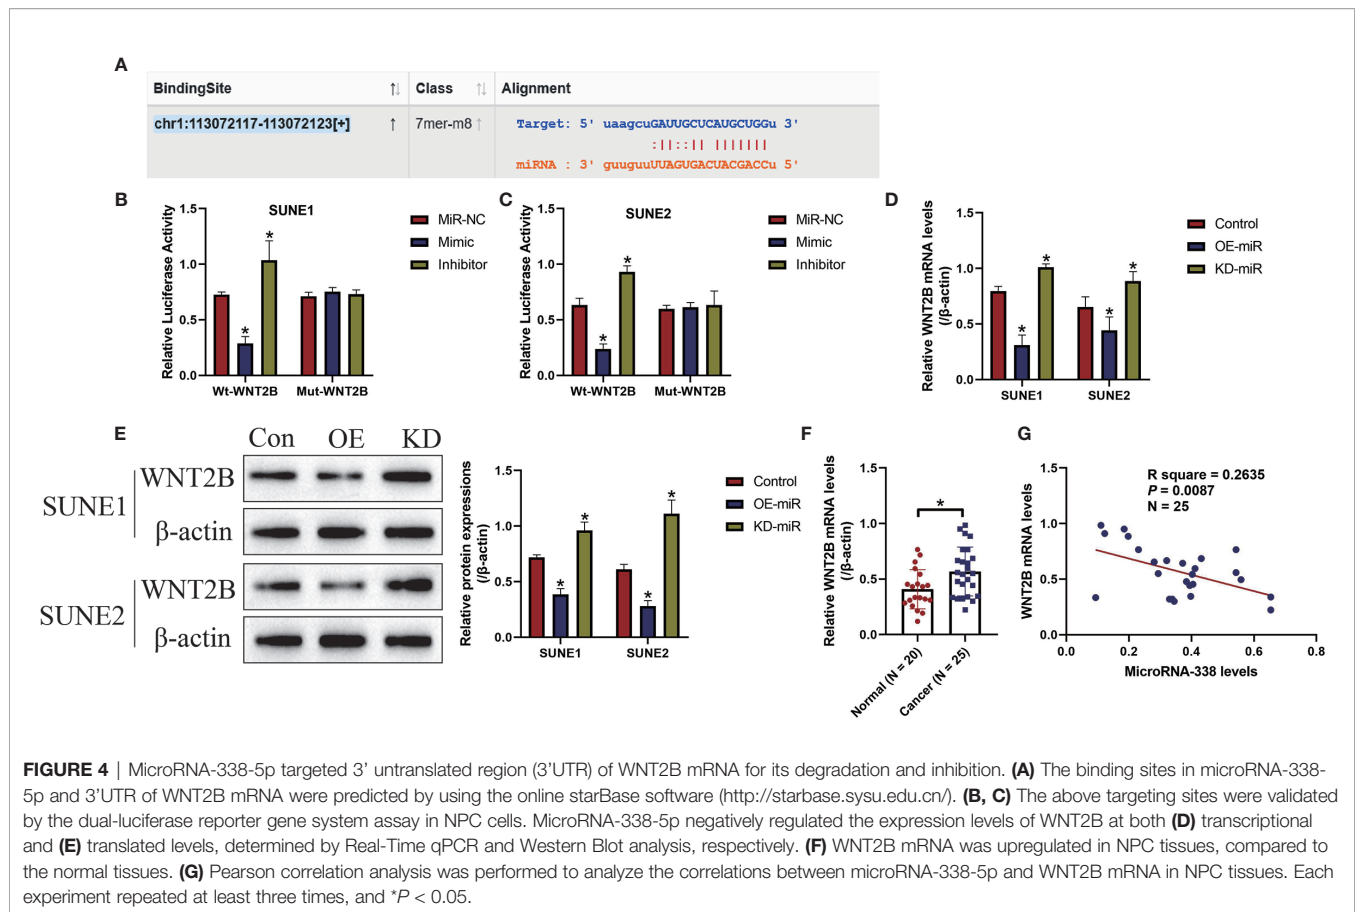 A
BindingSite
Class
Alignment
chr1:113072117-113072123[+]
7mer-m8
Target: 5' uaagcuGAUUGCUCAUGCUGGu 3'
:||::|| |||||||
miRNA : 3' guuguuUUAGUGACUACGACCu 5'
B
SUNE1
Relative Luciferase Activity
1.5
1.0
0.5
0.0
Wt-WNT2B Mut-WNT2B
MiR-NC
Mimic
Inhibitor
* *
C
SUNE2
Relative Luciferase Activity
1.5
1.0
0.5
0.0
Wt-WNT2B Mut-WNT2B
MiR-NC
Mimic
Inhibitor
* *
D
Relative WNT2B mRNA levels
(/β-actin)
1.5
1.0
0.5
0.0
SUNE1 SUNE2
Control
OE-miR
KD-miR
* * * *
E
Con OE KD
SUNE1
WNT2B
β-actin
SUNE2
WNT2B
β-actin
Relative protein expressions
(/β-actin)
1.5
1.0
0.5
0.0
SUNE1 SUNE2
Control
OE-miR
KD-miR
* * * *
F
Relative WNT2B mRNA levels
(/β-actin)
1.5
1.0
0.5
0.0
*
Normal (N = 20)
Cancer (N = 25)
G
WNT2B mRNA levels
1.5
1.0
0.5
0.0
R square = 0.2635
P = 0.0087
N = 25
0.0 0.2 0.4 0.6 0.8
MicroRNA-338 levels
FIGURE 4 | MicroRNA-338-5p targeted 3’ untranslated region (3’UTR) of WNT2B mRNA for its degradation and inhibition. (A) The binding sites in microRNA-338-
5p and 3’UTR of WNT2B mRNA were predicted by using the online starBase software (http://starbase.sysu.edu.cn/). (B, C) The above targeting sites were validated
by the dual-luciferase reporter gene system assay in NPC cells. MicroRNA-338-5p negatively regulated the expression levels of WNT2B at both (D) transcriptional
and (E) translated levels, determined by Real-Time qPCR and Western Blot analysis, respectively. (F) WNT2B mRNA was upregulated in NPC tissues, compared to
the normal tissues. (G) Pearson correlation analysis was performed to analyze the correlations between microRNA-338-5p and WNT2B mRNA in NPC tissues. Each
experiment repeated at least three times, and *P < 0.05.